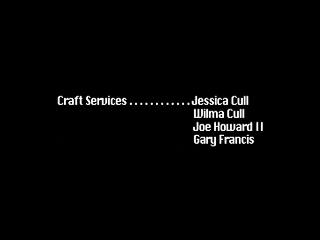 Craft Services ............Jessica Cull
Wilma Cull
Joe Howard II
Gary Francis